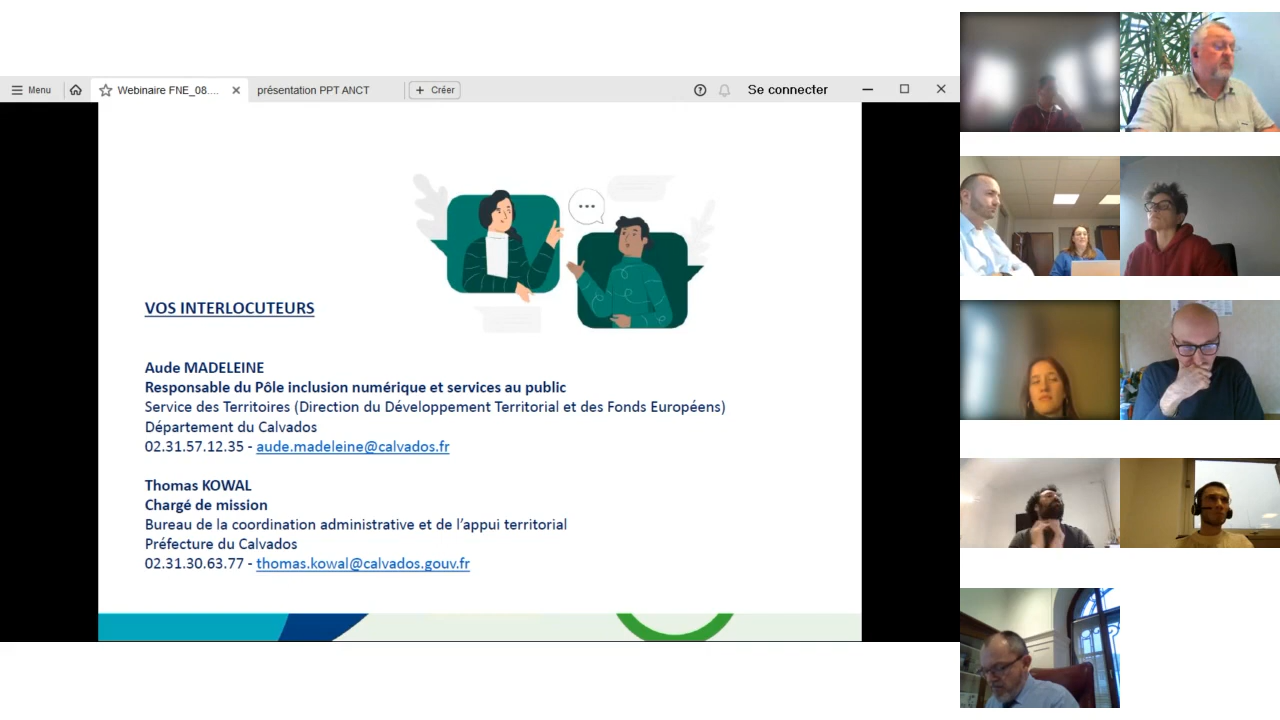 Menu
Webinaire FNE_08....
présentation PPT ANCT
Créer
Se connecter
VOS INTERLOCUTEURS
Aude MADELEINE
Responsable du Pôle inclusion numérique et services au public
Service des Territoires (Direction du Développement Territorial et des Fonds Européens)
Département du Calvados
02.31.57.12.35 - aude.madeleine@calvados.fr
Thomas KOWAL
Chargé de mission
Bureau de la coordination administrative et de l’appui territorial
Préfecture du Calvados
02.31.30.63.77 - thomas.kowal@calvados.gouv.fr